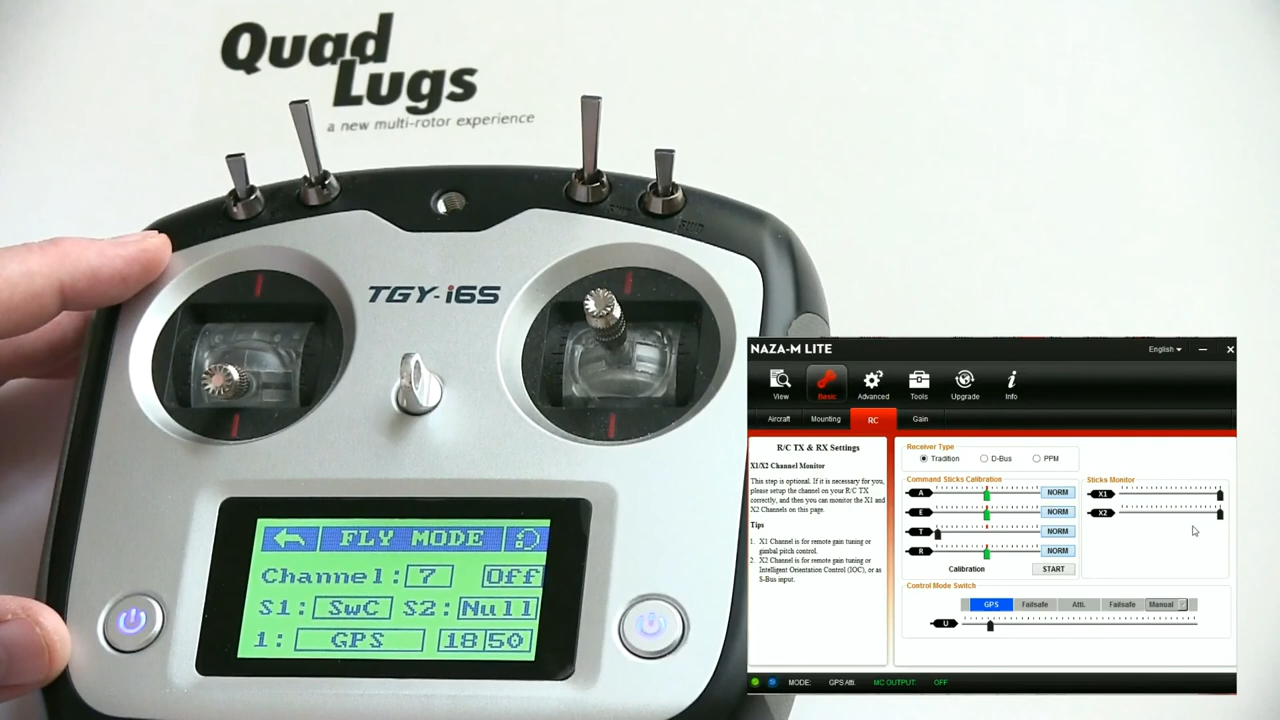 Quad
Lugs
a new multi-rotor experience
TGY-i6S
FLY MODE
Channel: 7 Off
S1: SwC S2: Null
1: GPS 18 50
NAZA-M LITE
English
View Basic Advanced Tools Upgrade Info
Aircraft Mounting RC Gain
R/C TX & RX Settings
X1/X2 Channel Monitor
This step is optional. If it is necessary for you,
please setup the channel on your R/C TX
correctly, and then you can monitor the X1 and
X2 Channels on this page.
Tips
1. X1 Channel is for remote gain tuning or
gimbal pitch control.
2. X2 Channel is for remote gain tuning or
Intelligent Orientation Control (IOC), or as
S-Bus input.
Receiver Type
Tradition D-Bus PPM
Command Sticks Calibration
A NORM
E NORM
T NORM
R NORM
Calibration START
Sticks Monitor
X1
X2
Control Mode Switch
GPS Failsafe Atti. Failsafe Manual
U
MODE: GPS Atti. MC OUTPUT: OFF